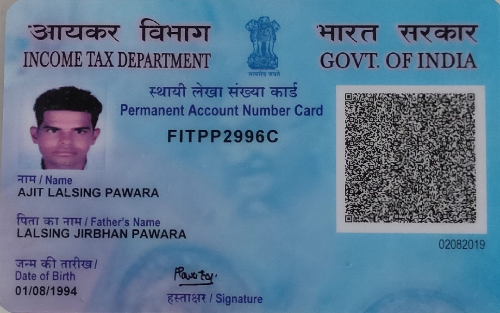 आयकर विभाग
INCOME TAX DEPARTMENT
सत्यमेव जयते
भारत सरकार
GOVT. OF INDIA
स्थायी लेखा संख्या कार्ड
Permanent Account Number Card
FITPP2996C
नाम / Name
AJIT LALSING PAWARA
पिता का नाम / Father's Name
LALSING JIRBHAN PAWARA
जन्म की तारीख /
Date of Birth
01/08/1994
हस्ताक्षर / Signature
02082019